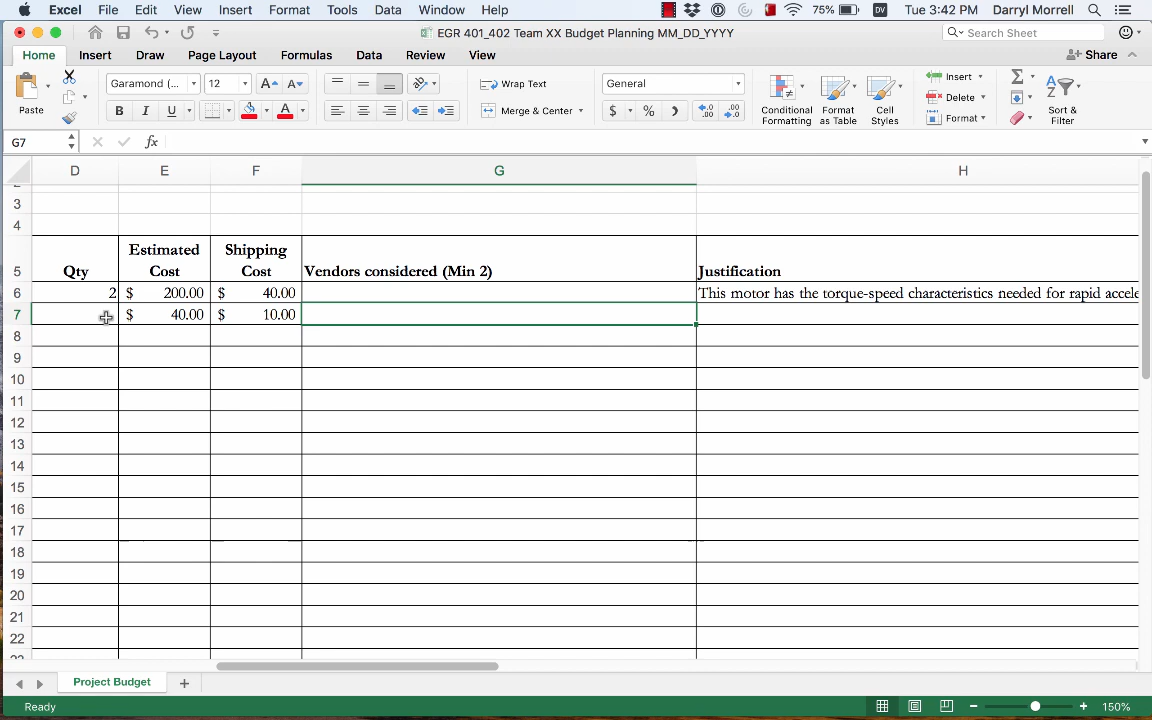 Excel File Edit View Insert Format Tools Data Window Help 75% DV Tue 3:42 PM Darryl Morrell
EGR 401_402 Team XX Budget Planning MM_DD_YYYY Search Sheet
Home Insert Draw Page Layout Formulas Data Review View Share
Paste Garamond (... 12 A A Wrap Text General Insert
B I U A Merge & Center $ % Conditional Formatting Format as Table Cell Styles Delete Format Sort & Filter
G7 fx
D E F G H
3
4
5 Qty Estimated Cost Shipping Cost Vendors considered (Min 2) Justification
6 2 $ 200.00 $ 40.00 This motor has the torque-speed characteristics needed for rapid accele
7 $ 40.00 $ 10.00
8
9
10
11
12
13
14
15
16
17
18
19
20
21
22
Project Budget
Ready 150%